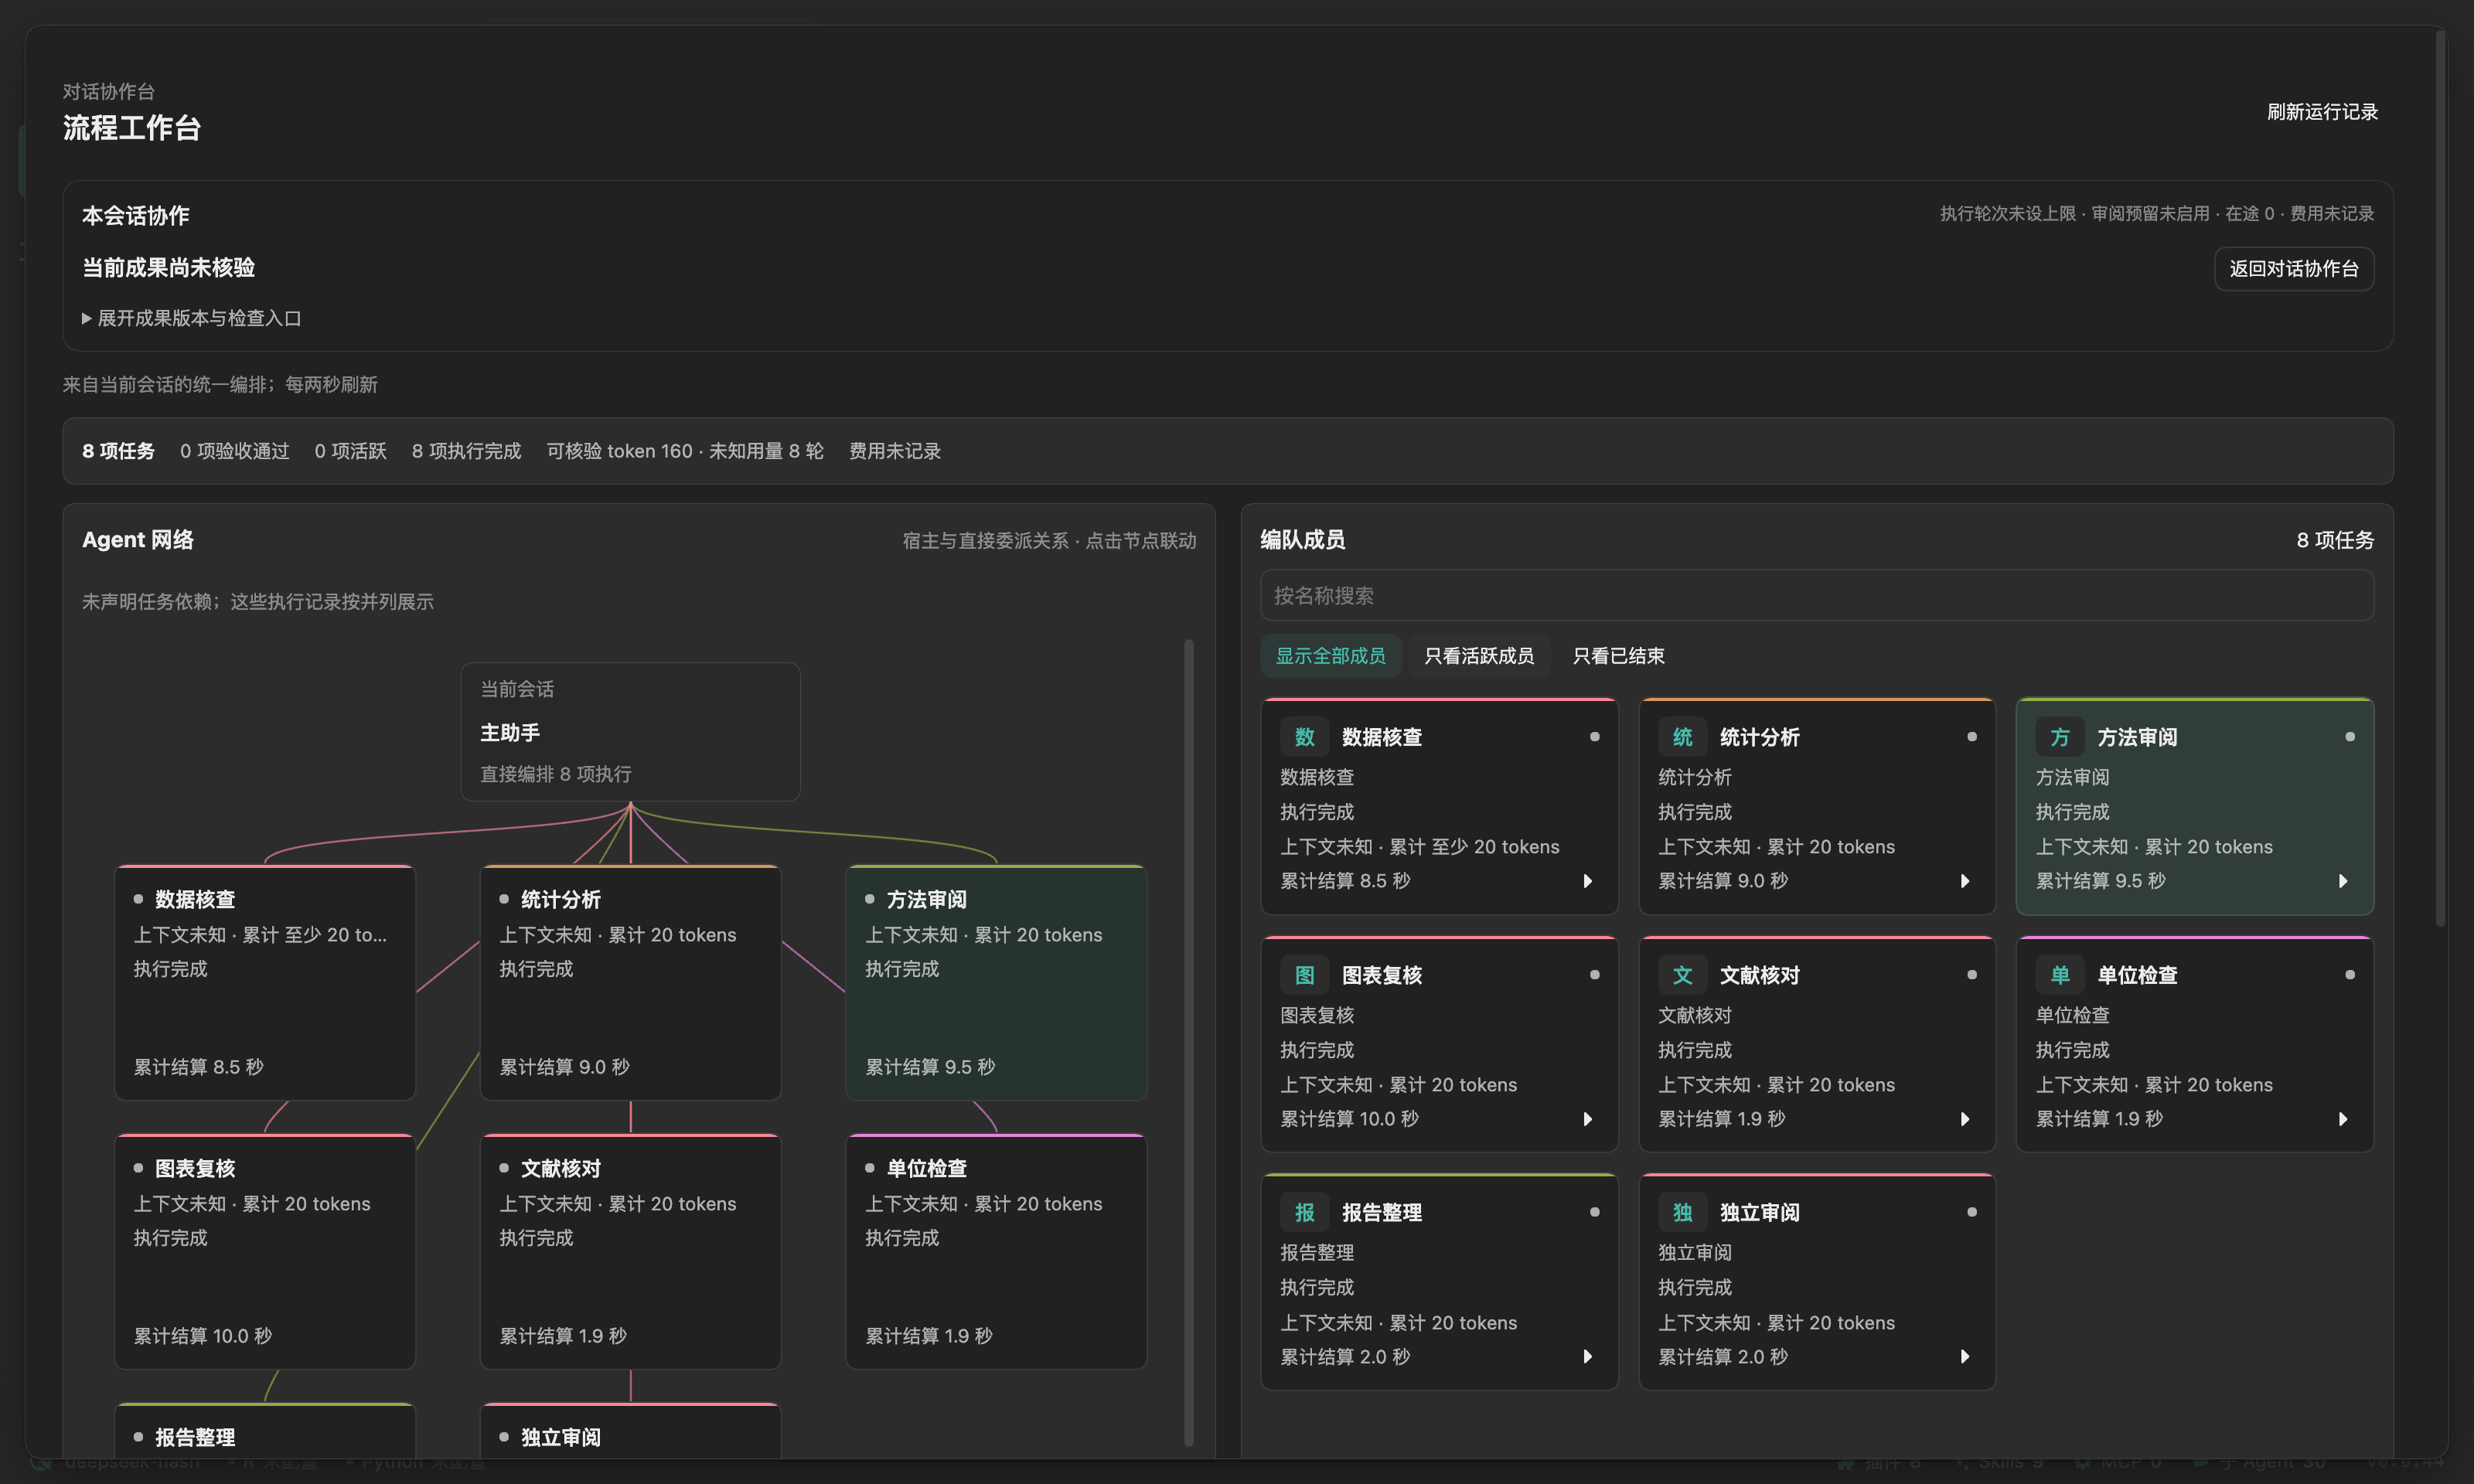 对话协作台
流程工作台
刷新运行记录
本会话协作
执行轮次未设上限 · 审阅预留未启用 · 在途 0 · 费用未记录
当前成果尚未核验
返回对话协作台
▶ 展开成果版本与检查入口
来自当前会话的统一编排；每两秒刷新
8 项任务 0 项验收通过 0 项活跃 8 项执行完成 可核验 token 160 · 未知用量 8 轮 费用未记录
Agent 网络
宿主与直接委派关系 · 点击节点联动
未声明任务依赖；这些执行记录按并列展示
当前会话
主助手
直接编排 8 项执行
数据核查
上下文未知 · 累计 至少 20 to...
执行完成
累计结算 8.5 秒
统计分析
上下文未知 · 累计 20 tokens
执行完成
累计结算 9.0 秒
方法审阅
上下文未知 · 累计 20 tokens
执行完成
累计结算 9.5 秒
图表复核
上下文未知 · 累计 20 tokens
执行完成
累计结算 10.0 秒
文献核对
上下文未知 · 累计 20 tokens
执行完成
累计结算 1.9 秒
单位检查
上下文未知 · 累计 20 tokens
执行完成
累计结算 1.9 秒
报告整理
独立审阅
编队成员
8 项任务
按名称搜索
显示全部成员
只看活跃成员
只看已结束
数 数据核查
数据核查
执行完成
上下文未知 · 累计 至少 20 tokens
累计结算 8.5 秒
统 统计分析
统计分析
执行完成
上下文未知 · 累计 20 tokens
累计结算 9.0 秒
方 方法审阅
方法审阅
执行完成
上下文未知 · 累计 20 tokens
累计结算 9.5 秒
图 图表复核
图表复核
执行完成
上下文未知 · 累计 20 tokens
累计结算 10.0 秒
文 文献核对
文献核对
执行完成
上下文未知 · 累计 20 tokens
累计结算 1.9 秒
单 单位检查
单位检查
执行完成
上下文未知 · 累计 20 tokens
累计结算 1.9 秒
报 报告整理
报告整理
执行完成
上下文未知 · 累计 20 tokens
累计结算 2.0 秒
独 独立审阅
独立审阅
执行完成
上下文未知 · 累计 20 tokens
累计结算 2.0 秒
R 未配置
Python 未配置
插件 8
Skills 9
MCP 0
子 Agent 30